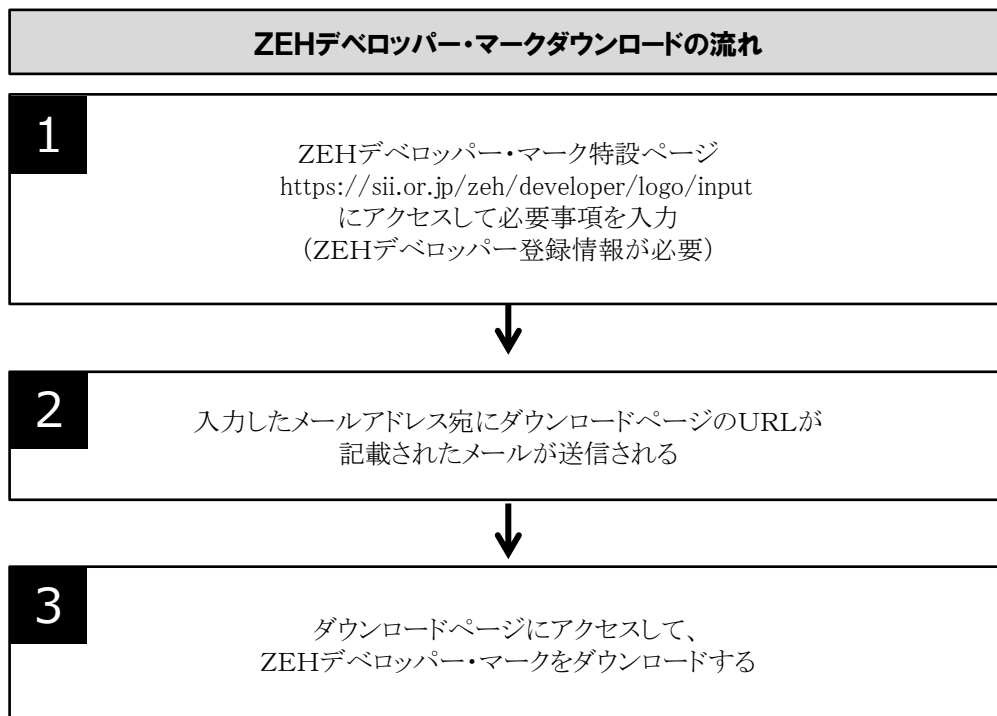 ZEHデベロッパー・マークダウンロードの流れ
1
ZEHデベロッパー・マーク特設ページ
https://sii.or.jp/zeh/developer/logo/input
にアクセスして必要事項を入力
（ZEHデベロッパー登録情報が必要）
2
入力したメールアドレス宛にダウンロードページのURLが
記載されたメールが送信される
3
ダウンロードページにアクセスして、
ZEHデベロッパー・マークをダウンロードする